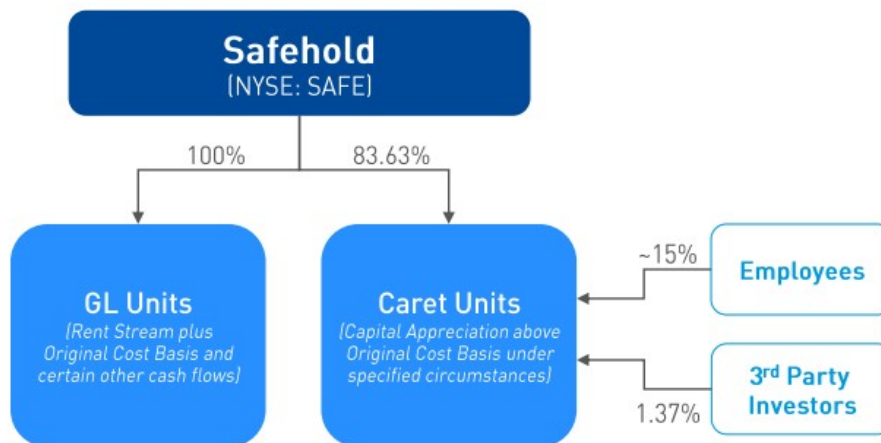 Safehold
(NYSE: SAFE)
100%
83.63%
GL Units
(Rent Stream plus
Original Cost Basis and
certain other cash flows)
Caret Units
(Capital Appreciation above
Original Cost Basis under
specified circumstances)
~15%
Employees
3rd Party
Investors
1.37%